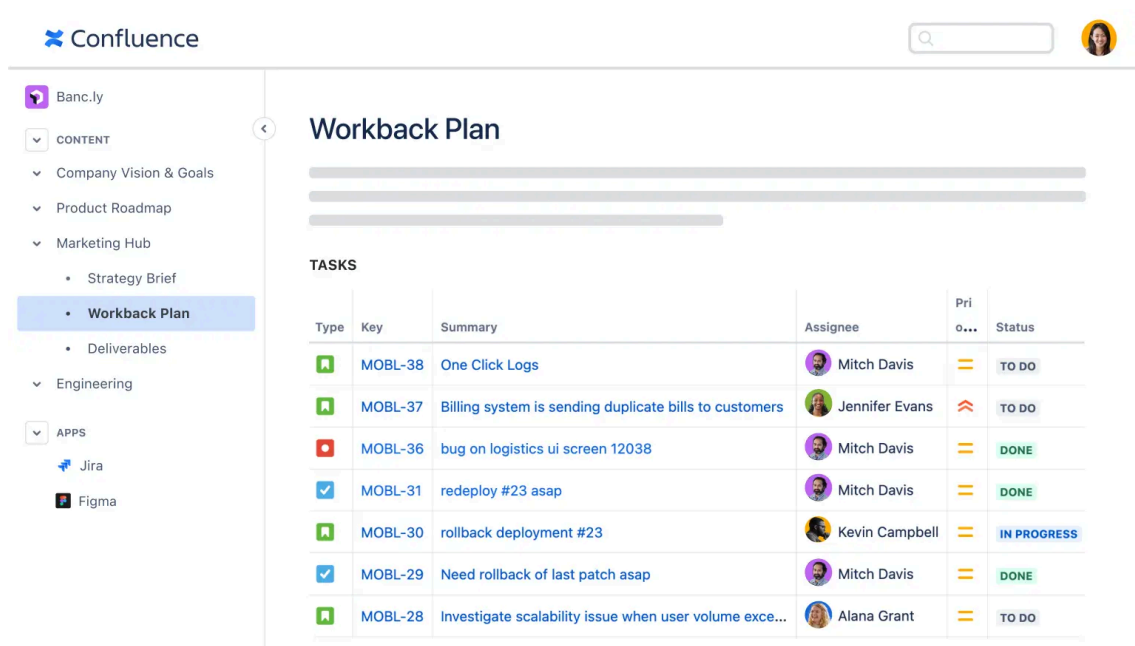 Confluence
Banc.ly
CONTENT
Company Vision & Goals
Product Roadmap
Marketing Hub
Strategy Brief
Workback Plan
Deliverables
Engineering
APPS
Jira
Figma
Workback Plan
TASKS
Type Key Summary Assignee Prio... Status
MOBL-38 One Click Logs Mitch Davis TO DO
MOBL-37 Billing system is sending duplicate bills to customers Jennifer Evans TO DO
MOBL-36 bug on logistics ui screen 12038 Mitch Davis DONE
MOBL-31 redeploy #23 asap Mitch Davis DONE
MOBL-30 rollback deployment #23 Kevin Campbell IN PROGRESS
MOBL-29 Need rollback of last patch asap Mitch Davis DONE
MOBL-28 Investigate scalability issue when user volume exce... Alana Grant TO DO